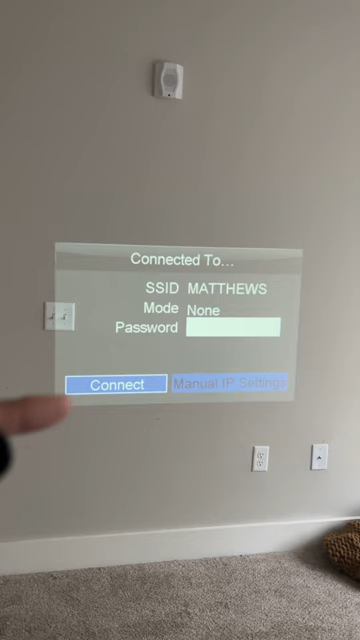 Connected To...
SSID MATTHEWS
Mode None
Password
Connect Manual IP Settings